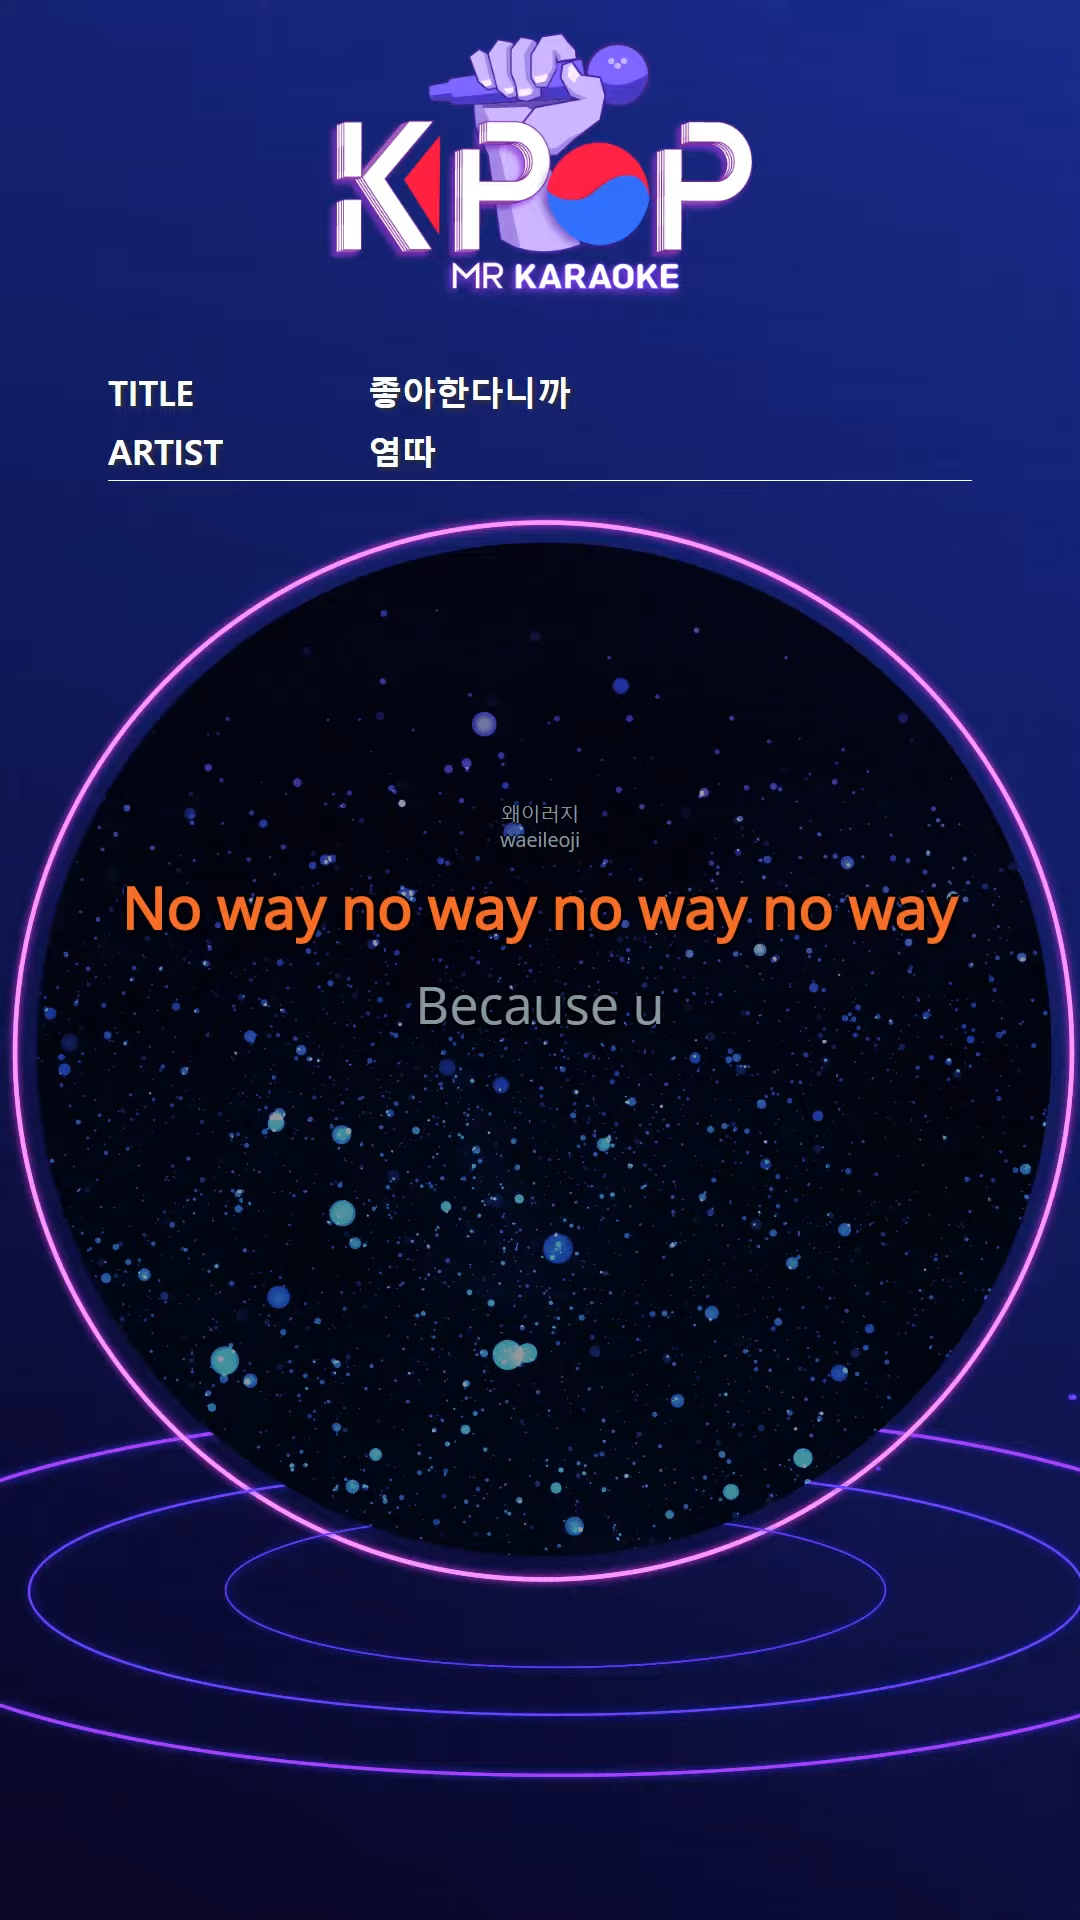 KPOP
MR KARAOKE
TITLE 좋아한다니까
ARTIST 염따
왜이러지
waeileoji
No way no way no way no way
Because u